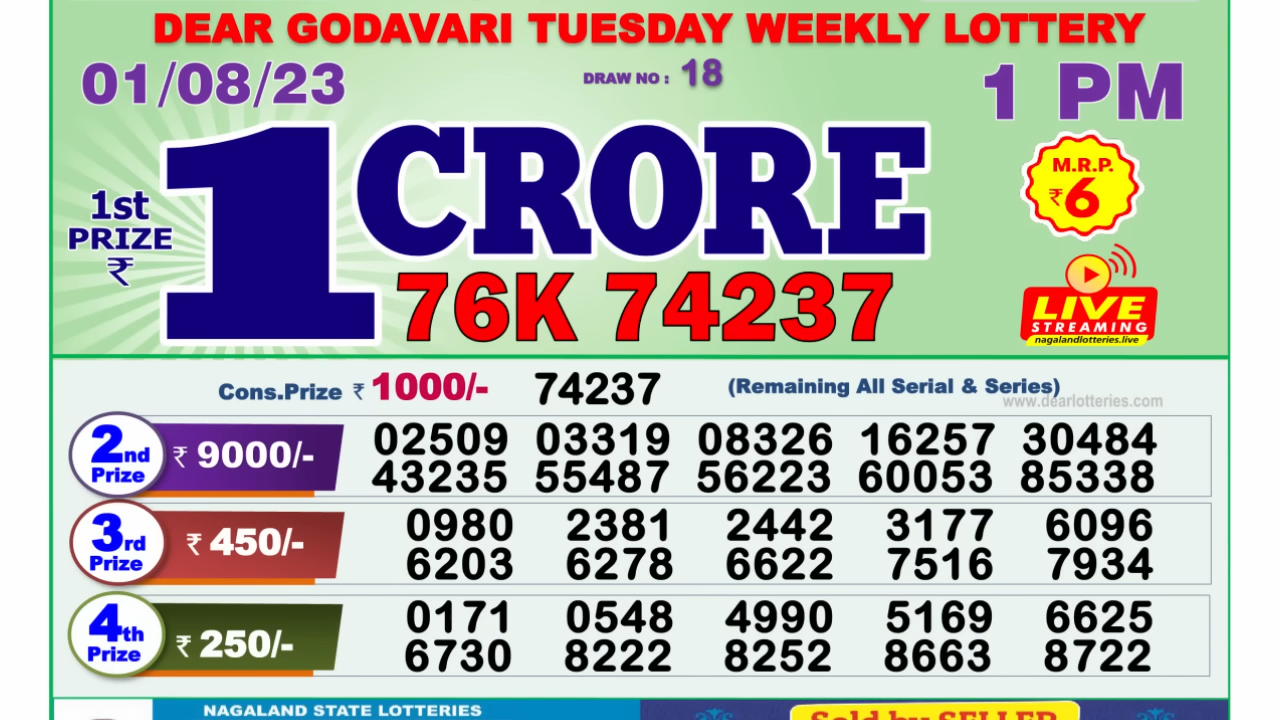 DEAR GODAVARI TUESDAY WEEKLY LOTTERY
01/08/23
DRAW NO : 18
1 PM
1st
PRIZE
₹
1 CRORE
76K 74237
M.R.P.
₹6
LIVE
STREAMING
nagalandlotteries.live
Cons.Prize ₹ 1000/- 74237 (Remaining All Serial & Series)
www.dearlotteries.com
2nd Prize ₹ 9000/-
02509 03319 08326 16257 30484
43235 55487 56223 60053 85338
3rd Prize ₹ 450/-
0980 2381 2442 3177 6096
6203 6278 6622 7516 7934
4th Prize ₹ 250/-
0171 0548 4990 5169 6625
6730 8222 8252 8663 8722
NAGALAND STATE LOTTERIES
Sold by SELLER